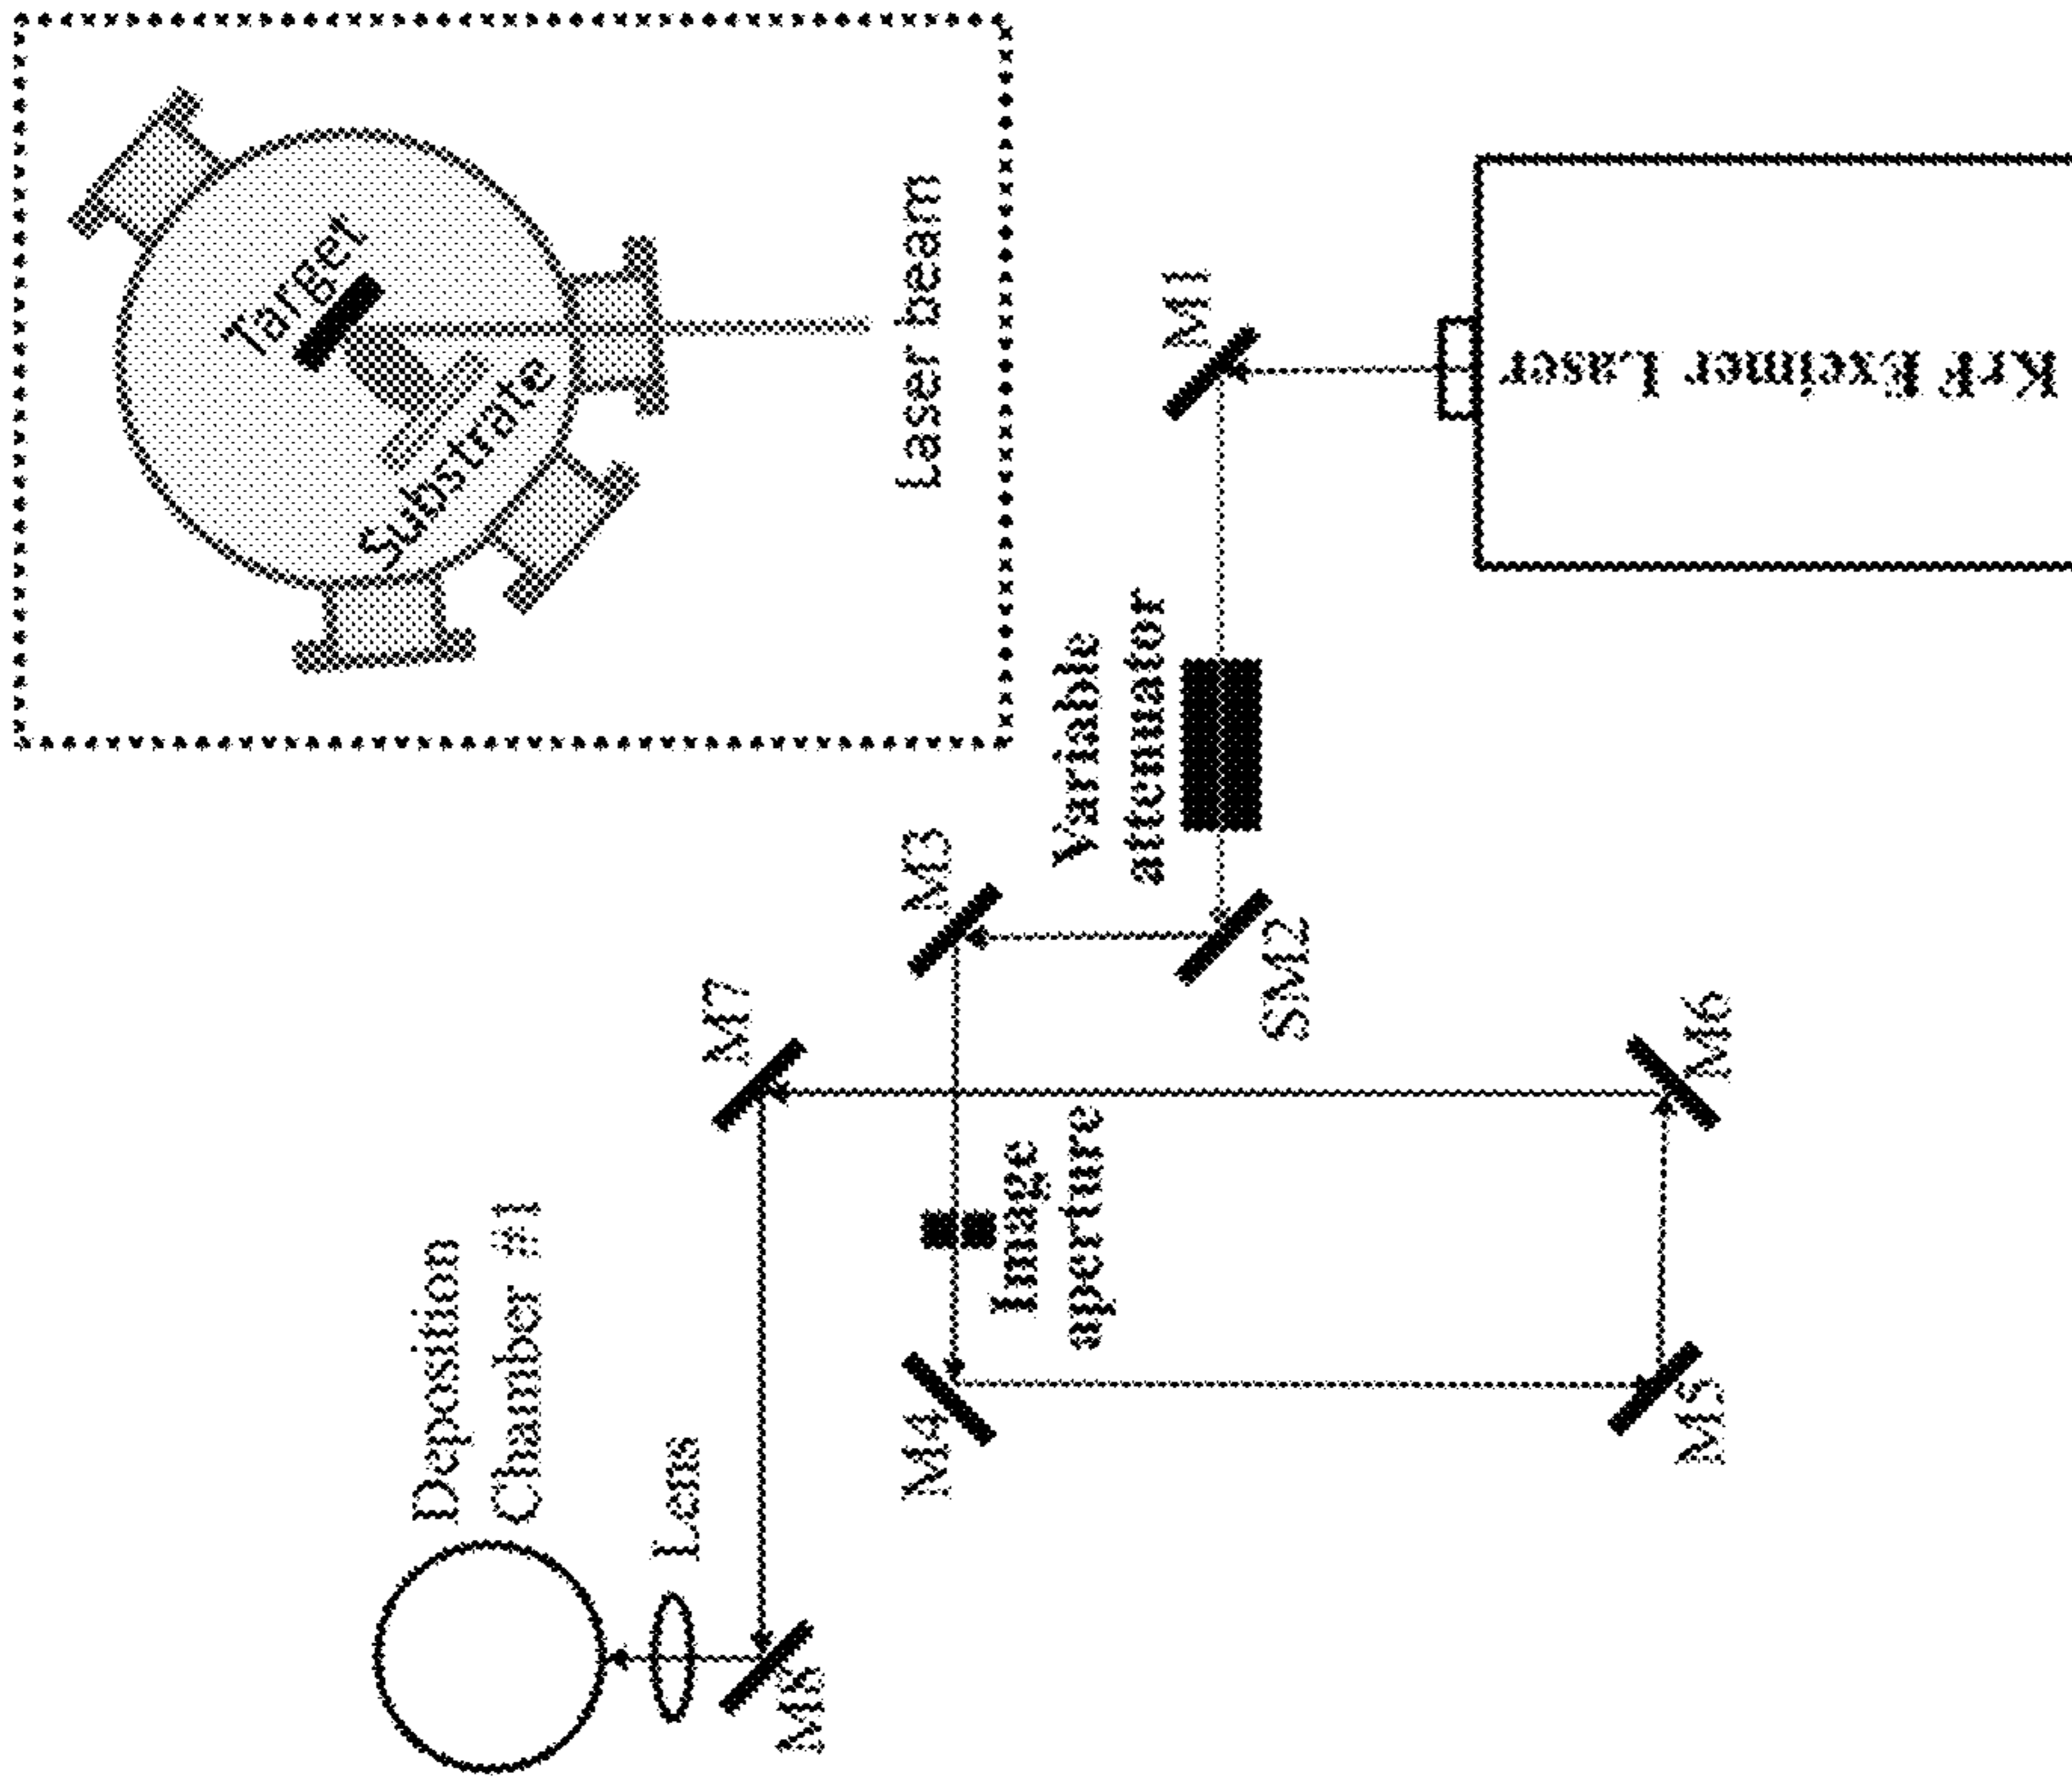 Target
Substrate
Laser beam
M1
KrF Excimer Laser
Variable
attenuator
M3
SM2
M7
M6
Image
aperture
Deposition
Chamber #1
Lens
M4
M5
M8